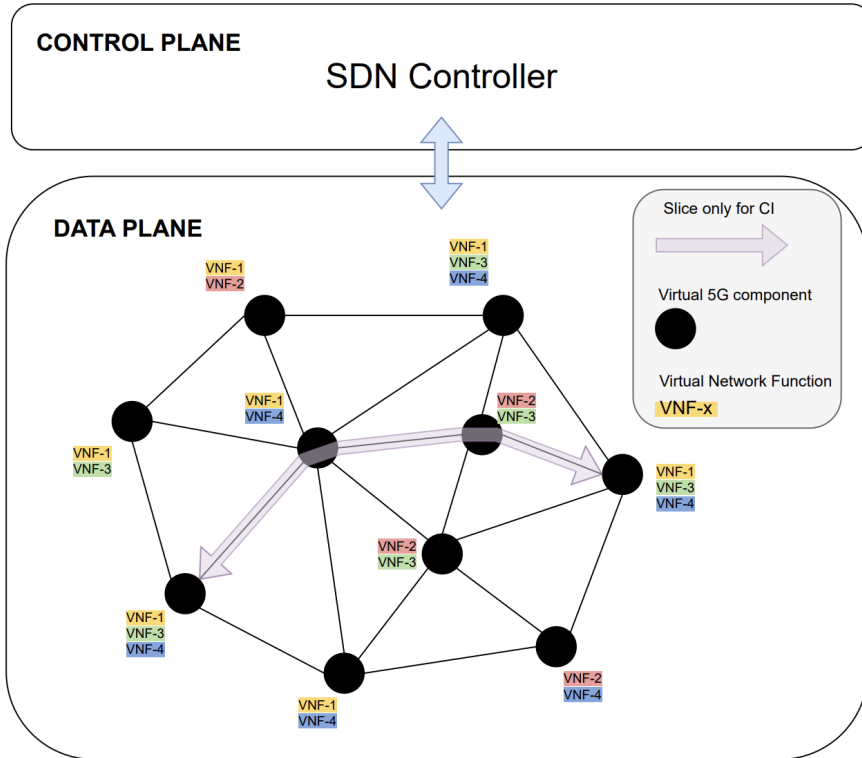 CONTROL PLANE
SDN Controller
DATA PLANE
Slice only for CI
Virtual 5G component
Virtual Network Function
VNF-x
VNF-1
VNF-2
VNF-1
VNF-3
VNF-4
VNF-1
VNF-4
VNF-2
VNF-3
VNF-1
VNF-3
VNF-1
VNF-3
VNF-4
VNF-2
VNF-3
VNF-1
VNF-3
VNF-4
VNF-1
VNF-4
VNF-2
VNF-4